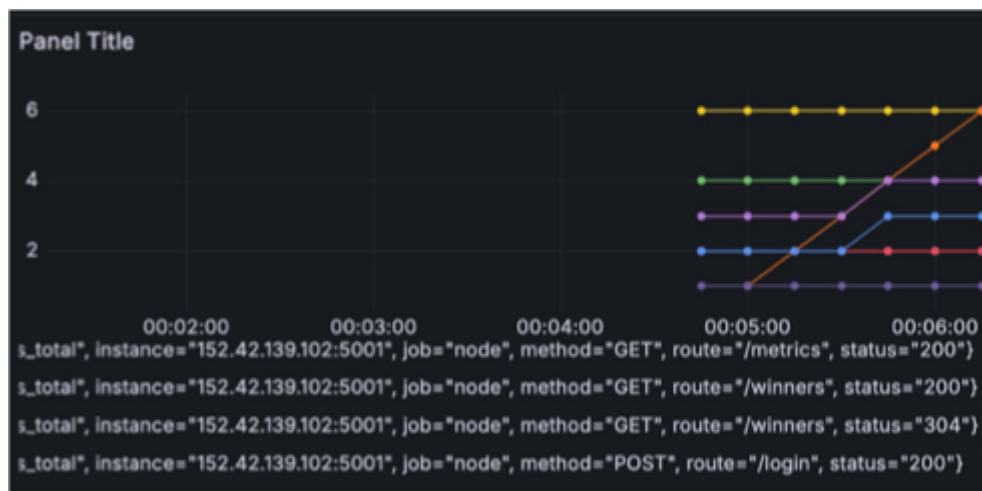 Panel Title
6
4
2
00:02:00 00:03:00 00:04:00 00:05:00 00:06:00
s_total", instance="152.42.139.102:5001", job="node", method="GET", route="/metrics", status="200"}
s_total", instance="152.42.139.102:5001", job="node", method="GET", route="/winners", status="200"}
s_total", instance="152.42.139.102:5001", job="node", method="GET", route="/winners", status="304"}
s_total", instance="152.42.139.102:5001", job="node", method="POST", route="/login", status="200"}